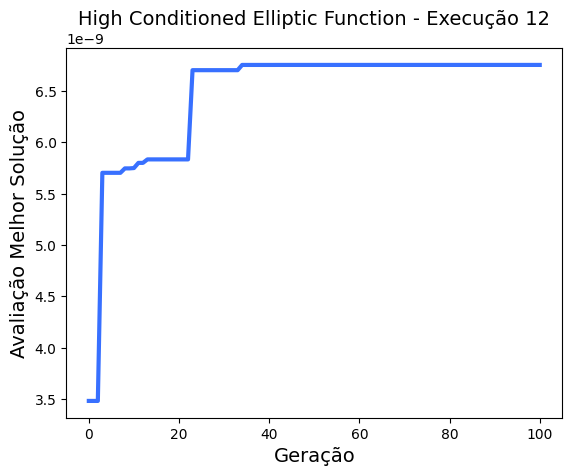 High Conditioned Elliptic Function - Execução 12
1e−9
Avaliação Melhor Solução
6.5
6.0
5.5
5.0
4.5
4.0
3.5
0 20 40 60 80 100
Geração